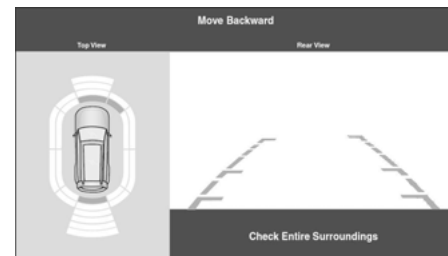 Move Backward
Top View
Rear View
Check Entire Surroundings